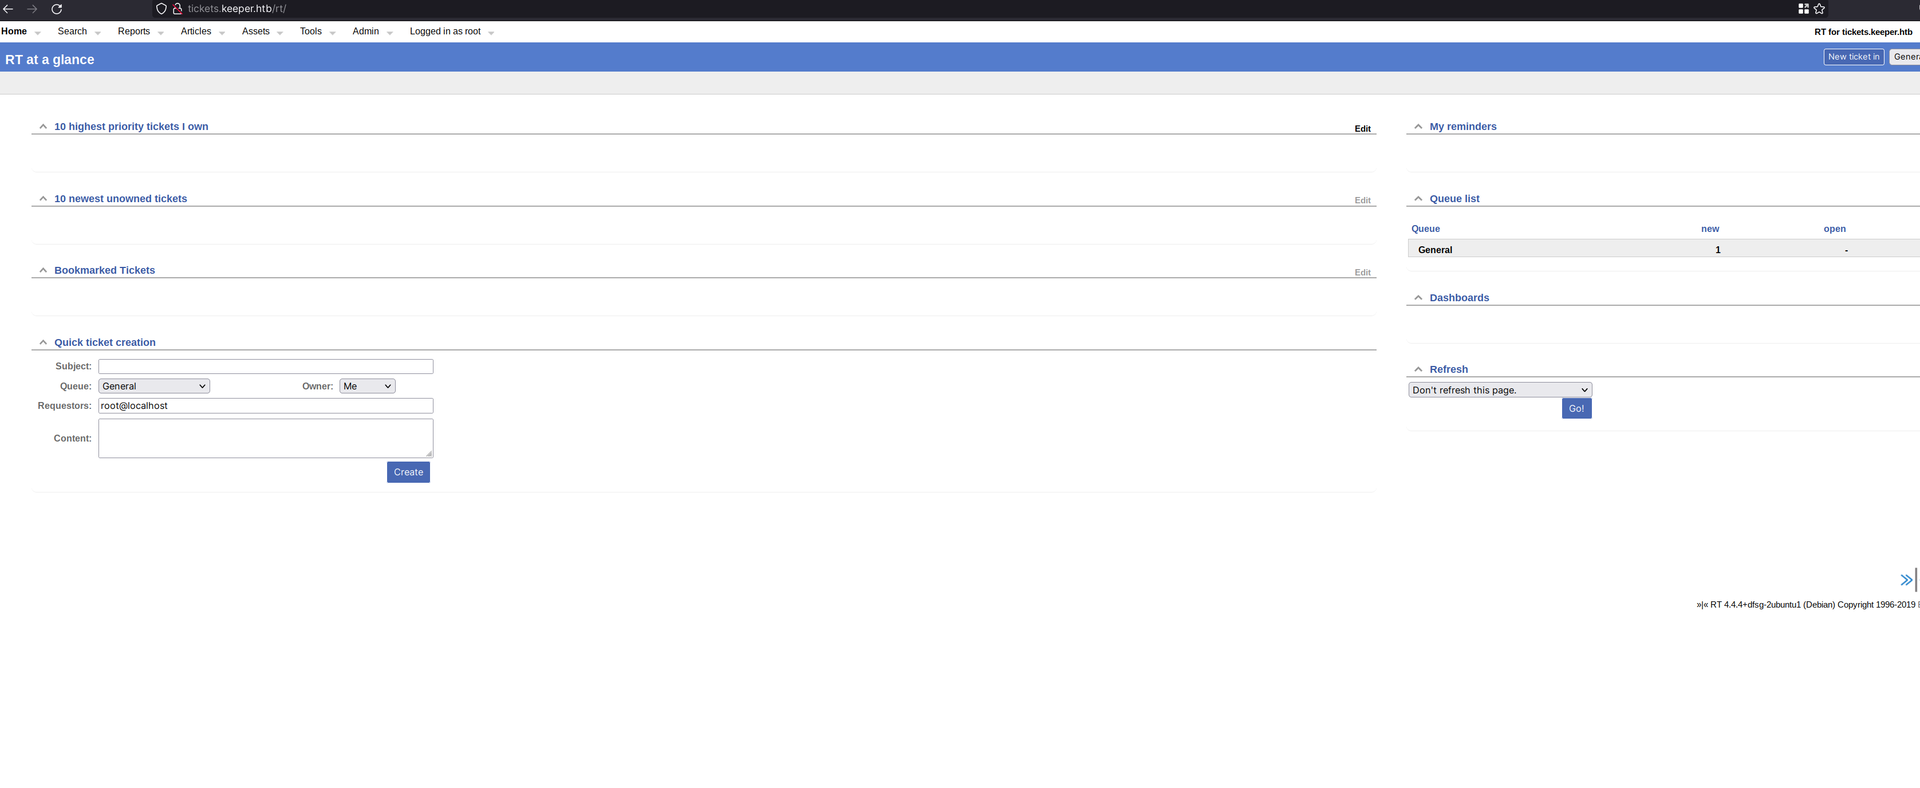 tickets.keeper.htb/rt/
Home Search Reports Articles Assets Tools Admin Logged in as root RT for tickets.keeper.htb
RT at a glance New ticket in Genera
10 highest priority tickets I own Edit
10 newest unowned tickets Edit
Bookmarked Tickets Edit
Quick ticket creation
Subject:
Queue: General Owner: Me
Requestors: root@localhost
Content:
Create
My reminders
Queue list
Queue new open
General 1 -
Dashboards
Refresh
Don't refresh this page.
Go!
»|« RT 4.4.4+dfsg-2ubuntu1 (Debian) Copyright 1996-2019